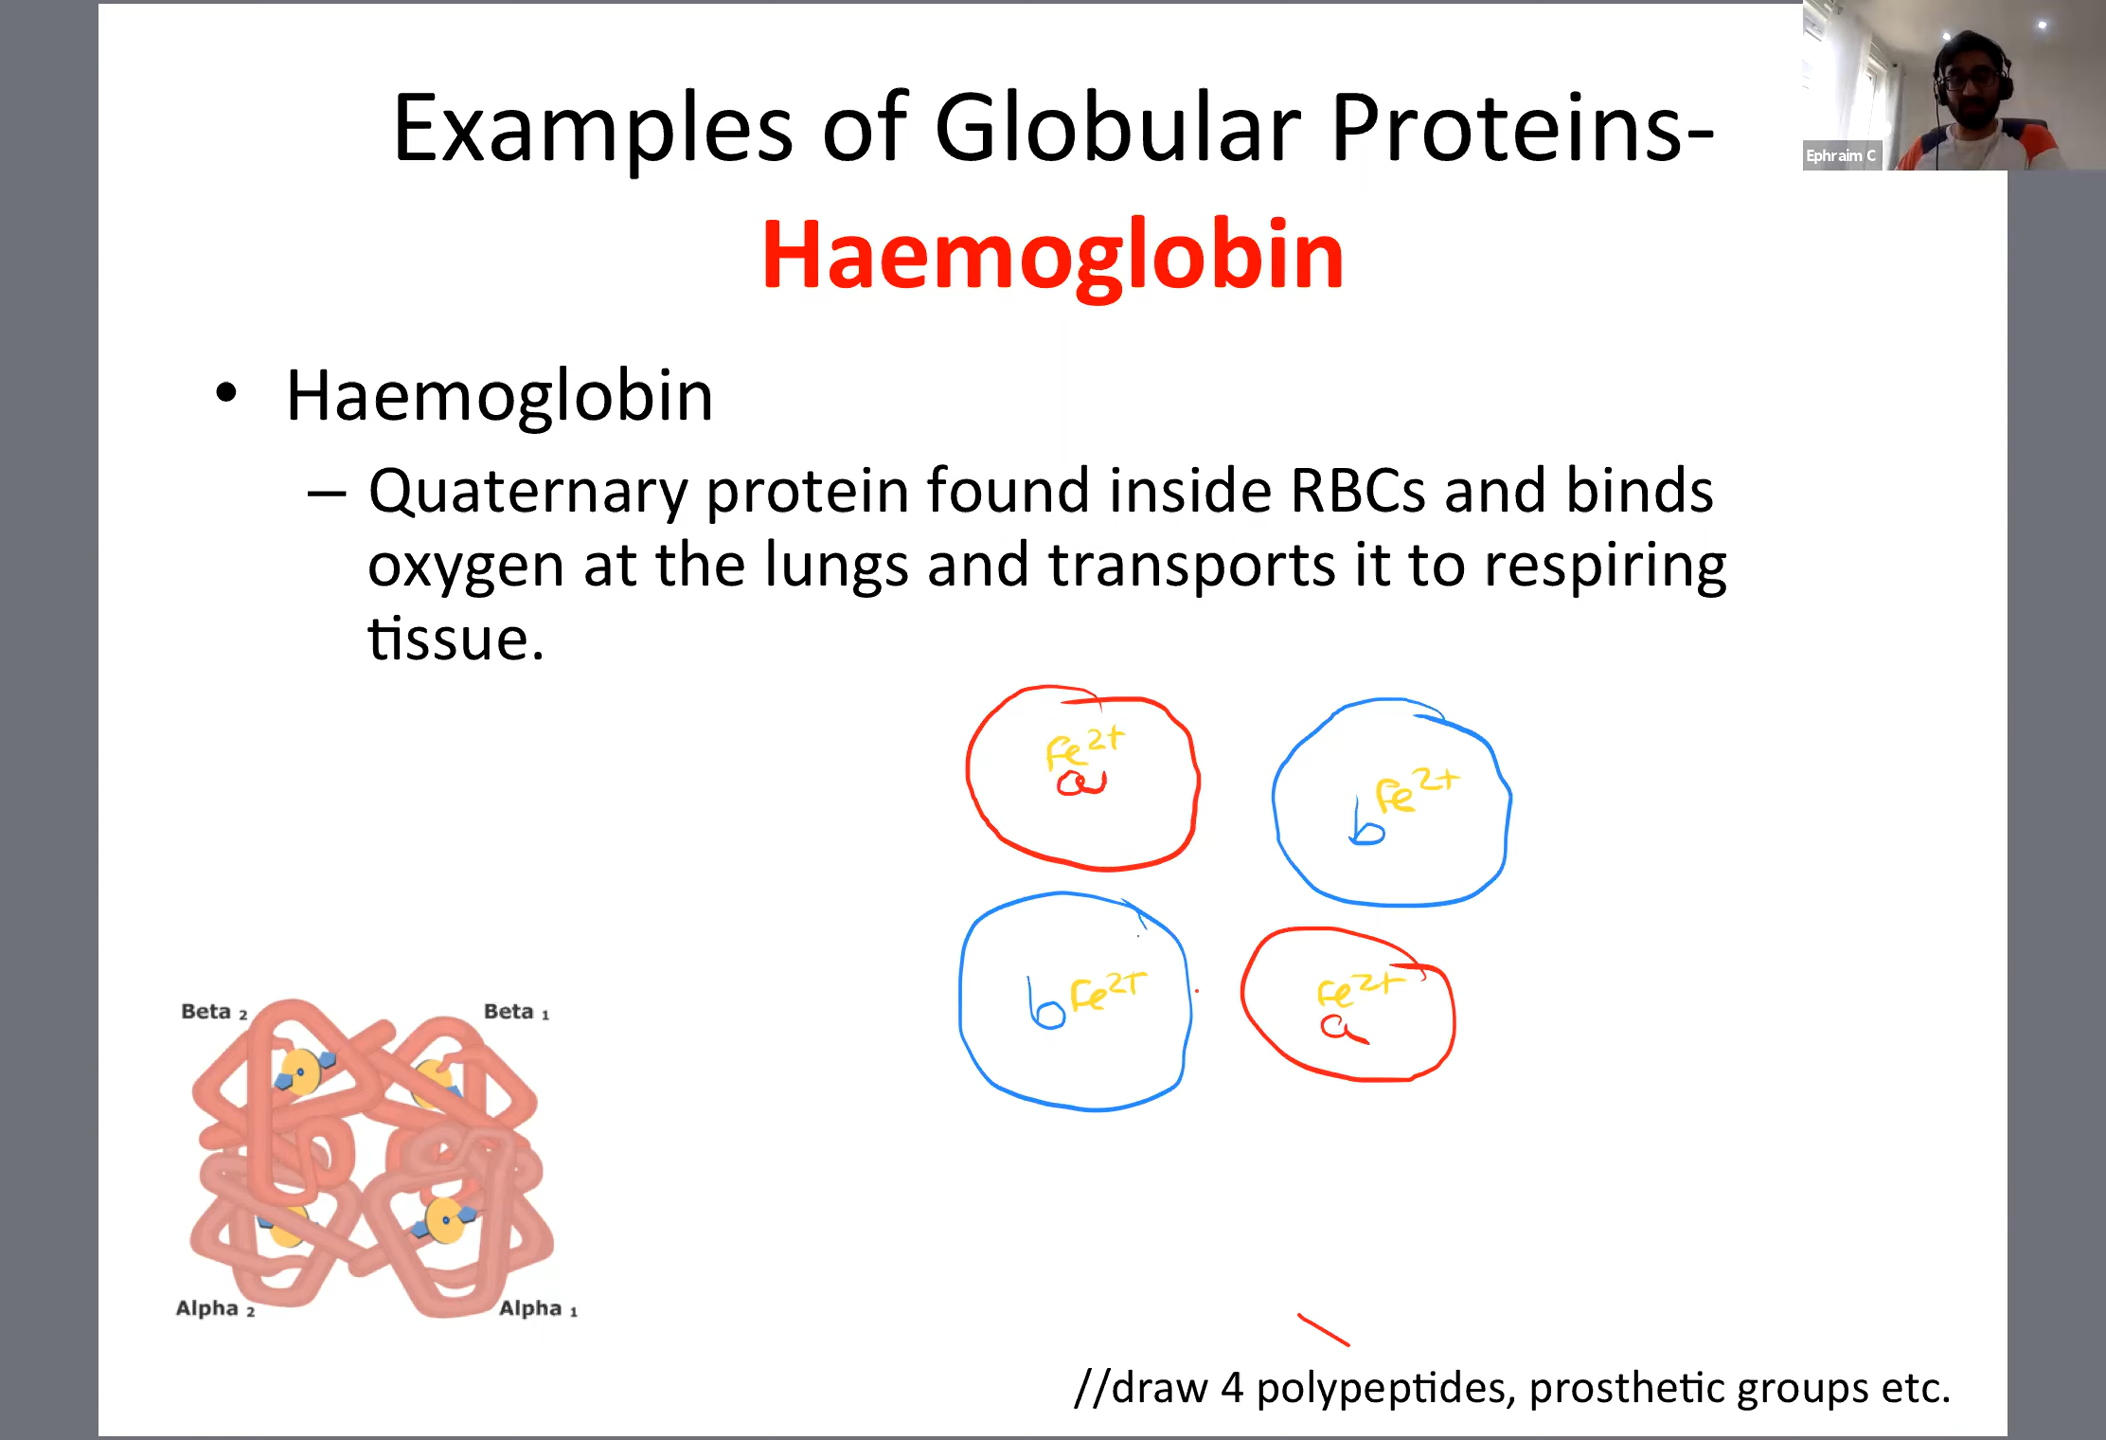 Examples of Globular Proteins-
Haemoglobin
Ephraim C
• Haemoglobin
– Quaternary protein found inside RBCs and binds
oxygen at the lungs and transports it to respiring
tissue.
Fe2+
a
Fe2+
b
b Fe2+
Fe2+
a
Beta 2
Beta 1
Alpha 2
Alpha 1
//draw 4 polypeptides, prosthetic groups etc.